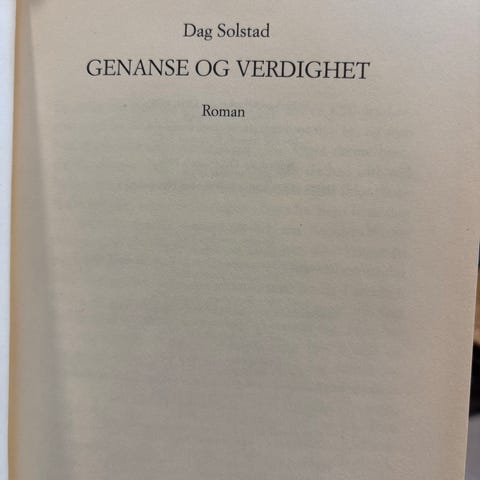 Dag Solstad
GENANSE OG VERDIGHET
Roman